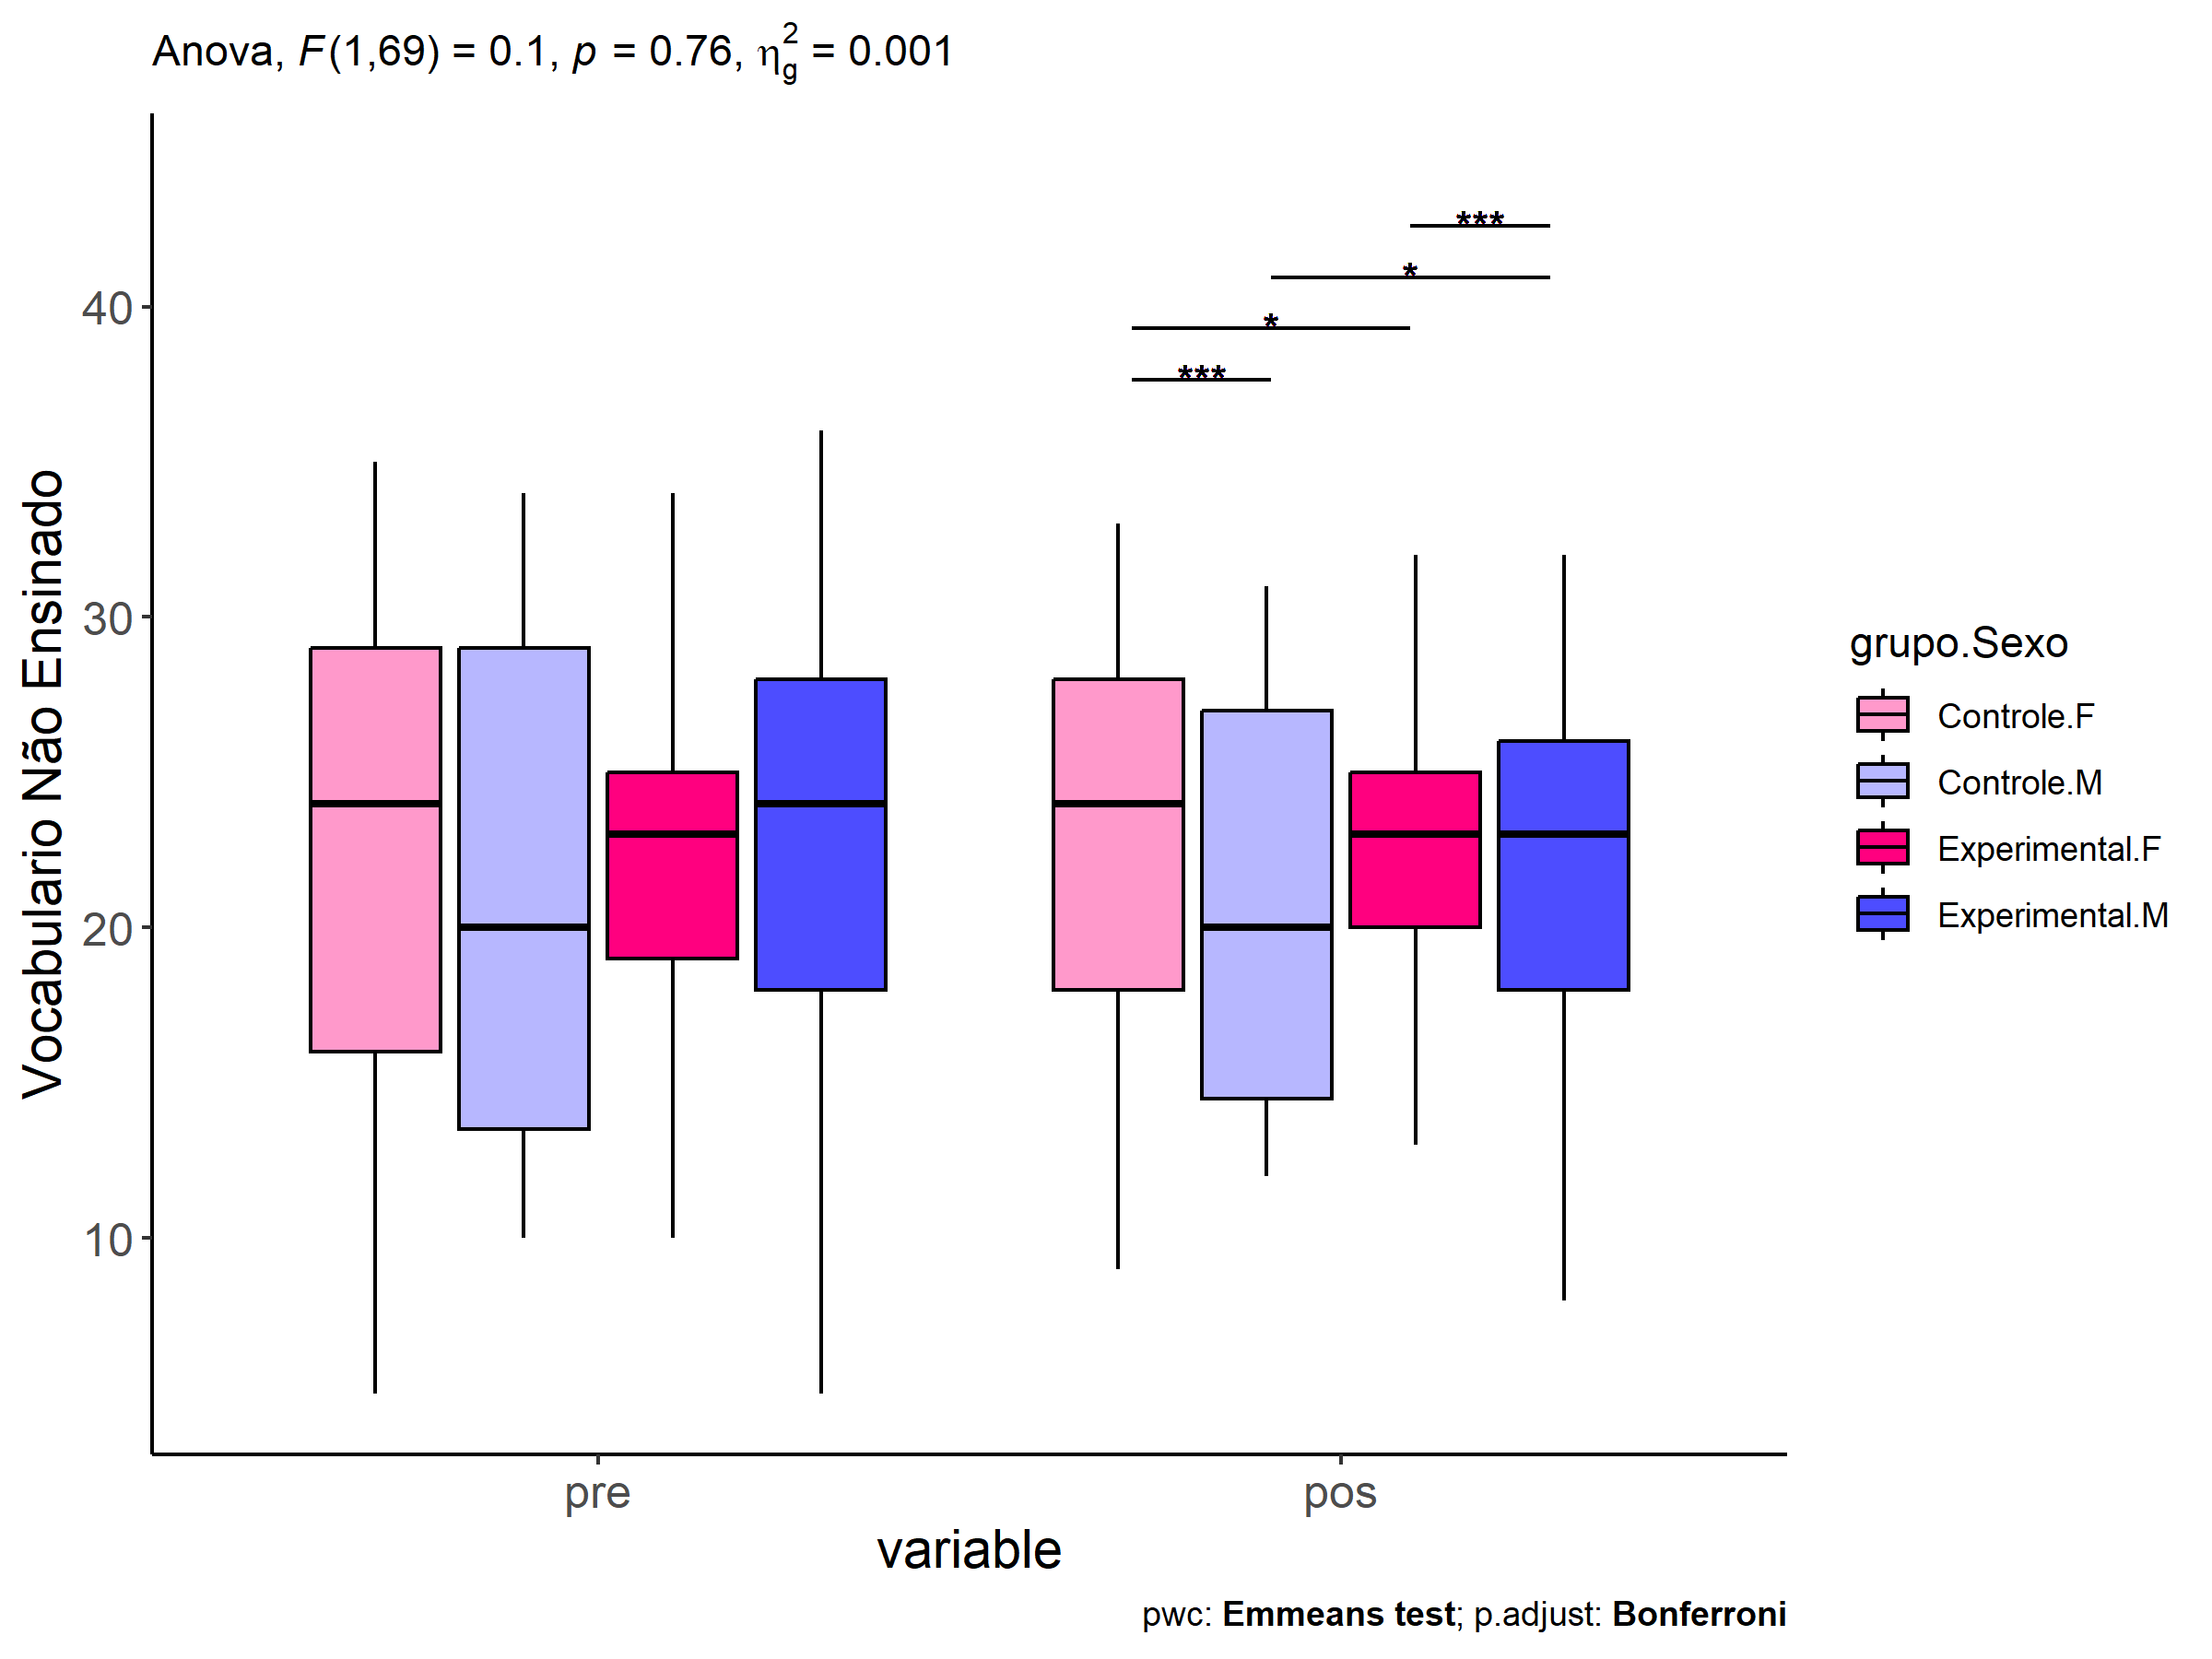 Anova, F(1,69) = 0.1, p = 0.76, η²g = 0.001
***
*
*
***
40
30
20
10
Vocabulario Não Ensinado
pre
pos
variable
grupo.Sexo
Controle.F
Controle.M
Experimental.F
Experimental.M
pwc: Emmeans test; p.adjust: Bonferroni